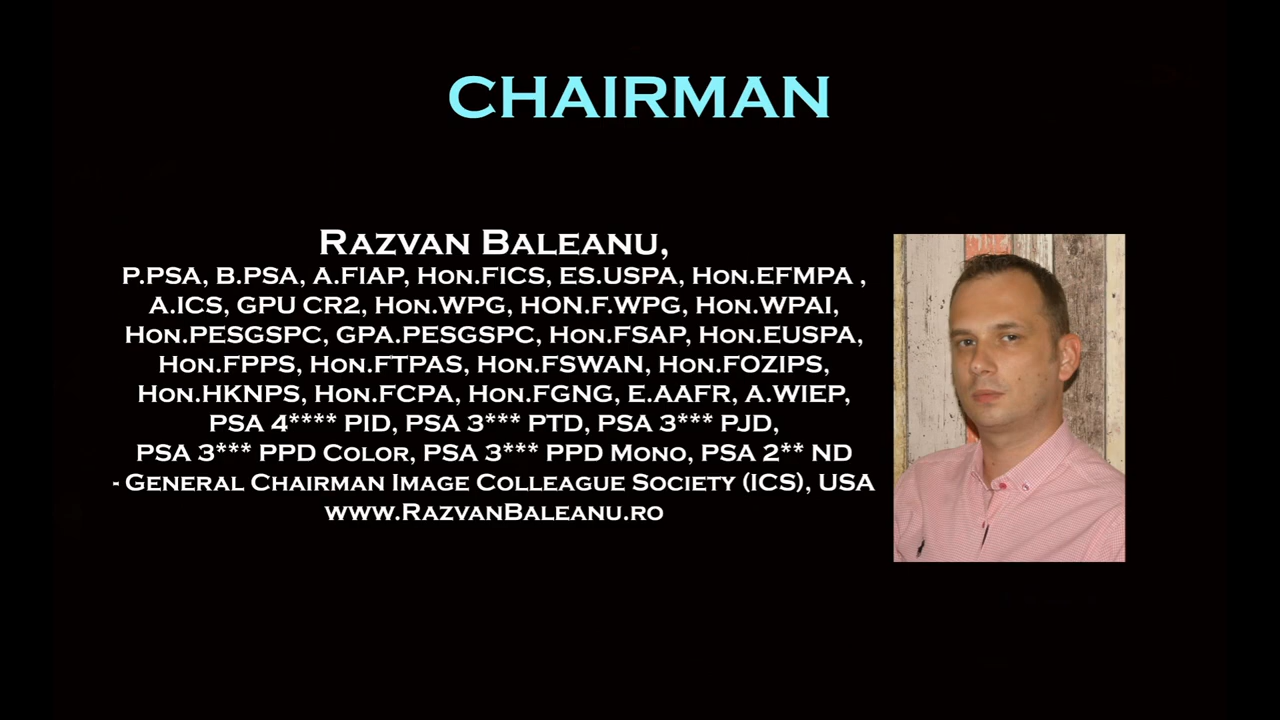 CHAIRMAN
RAZVAN BALEANU,
P.PSA, B.PSA, A.FIAP, HON.FICS, ES.USPA, HON.EFMPA ,
A.ICS, GPU CR2, HON.WPG, HON.F.WPG, HON.WPAI,
HON.PESGSPC, GPA.PESGSPC, HON.FSAP, HON.EUSPA,
HON.FPPS, HON.FTPAS, HON.FSWAN, HON.FOZIPS,
HON.HKNPS, HON.FCPA, HON.FGNG, E.AAFR, A.WIEP,
PSA 4**** PID, PSA 3*** PTD, PSA 3*** PJD,
PSA 3*** PPD COLOR, PSA 3*** PPD MONO, PSA 2** ND
- GENERAL CHAIRMAN IMAGE COLLEAGUE SOCIETY (ICS), USA
WWW.RAZVANBALEANU.RO